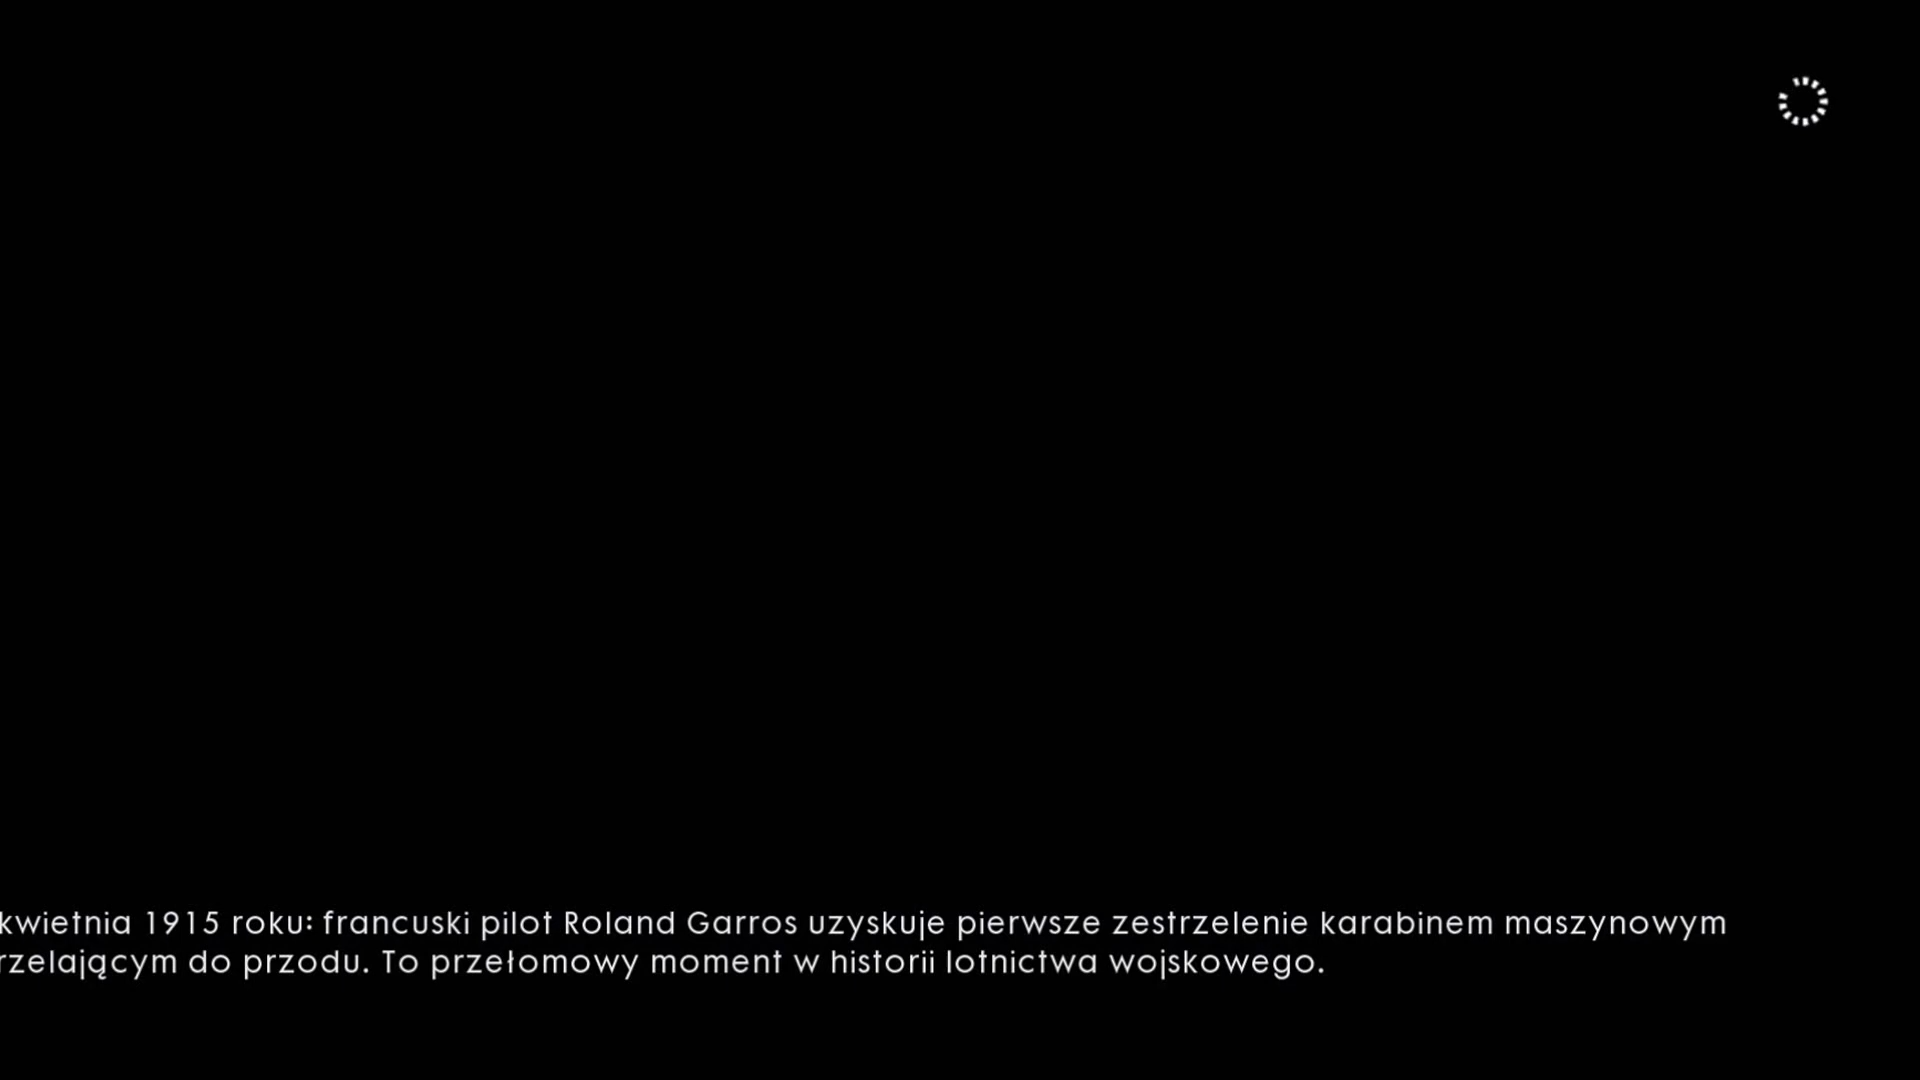 kwietnia 1915 roku: francuski pilot Roland Garros uzyskuje pierwsze zestrzelenie karabinem maszynowym
rzelającym do przodu. To przełomowy moment w historii lotnictwa wojskowego.